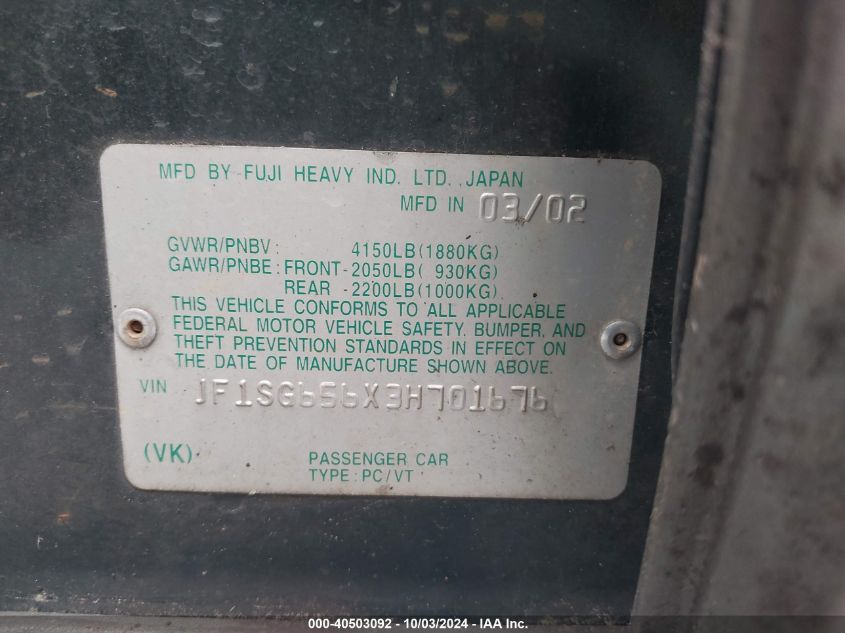 MFD BY FUJI HEAVY IND. LTD. JAPAN
MFD IN 03/02
GVWR/PNBV: 4150LB(1880KG)
GAWR/PNBE: FRONT-2050LB( 930KG)
REAR -2200LB(1000KG)
THIS VEHICLE CONFORMS TO ALL APPLICABLE
FEDERAL MOTOR VEHICLE SAFETY, BUMPER, AND
THEFT PREVENTION STANDARDS IN EFFECT ON
THE DATE OF MANUFACTURE SHOWN ABOVE.
VIN JF1SG656X3H701676
(VK)
PASSENGER CAR
TYPE: PC/VT
000-40503092 - 10/03/2024 - IAA Inc.